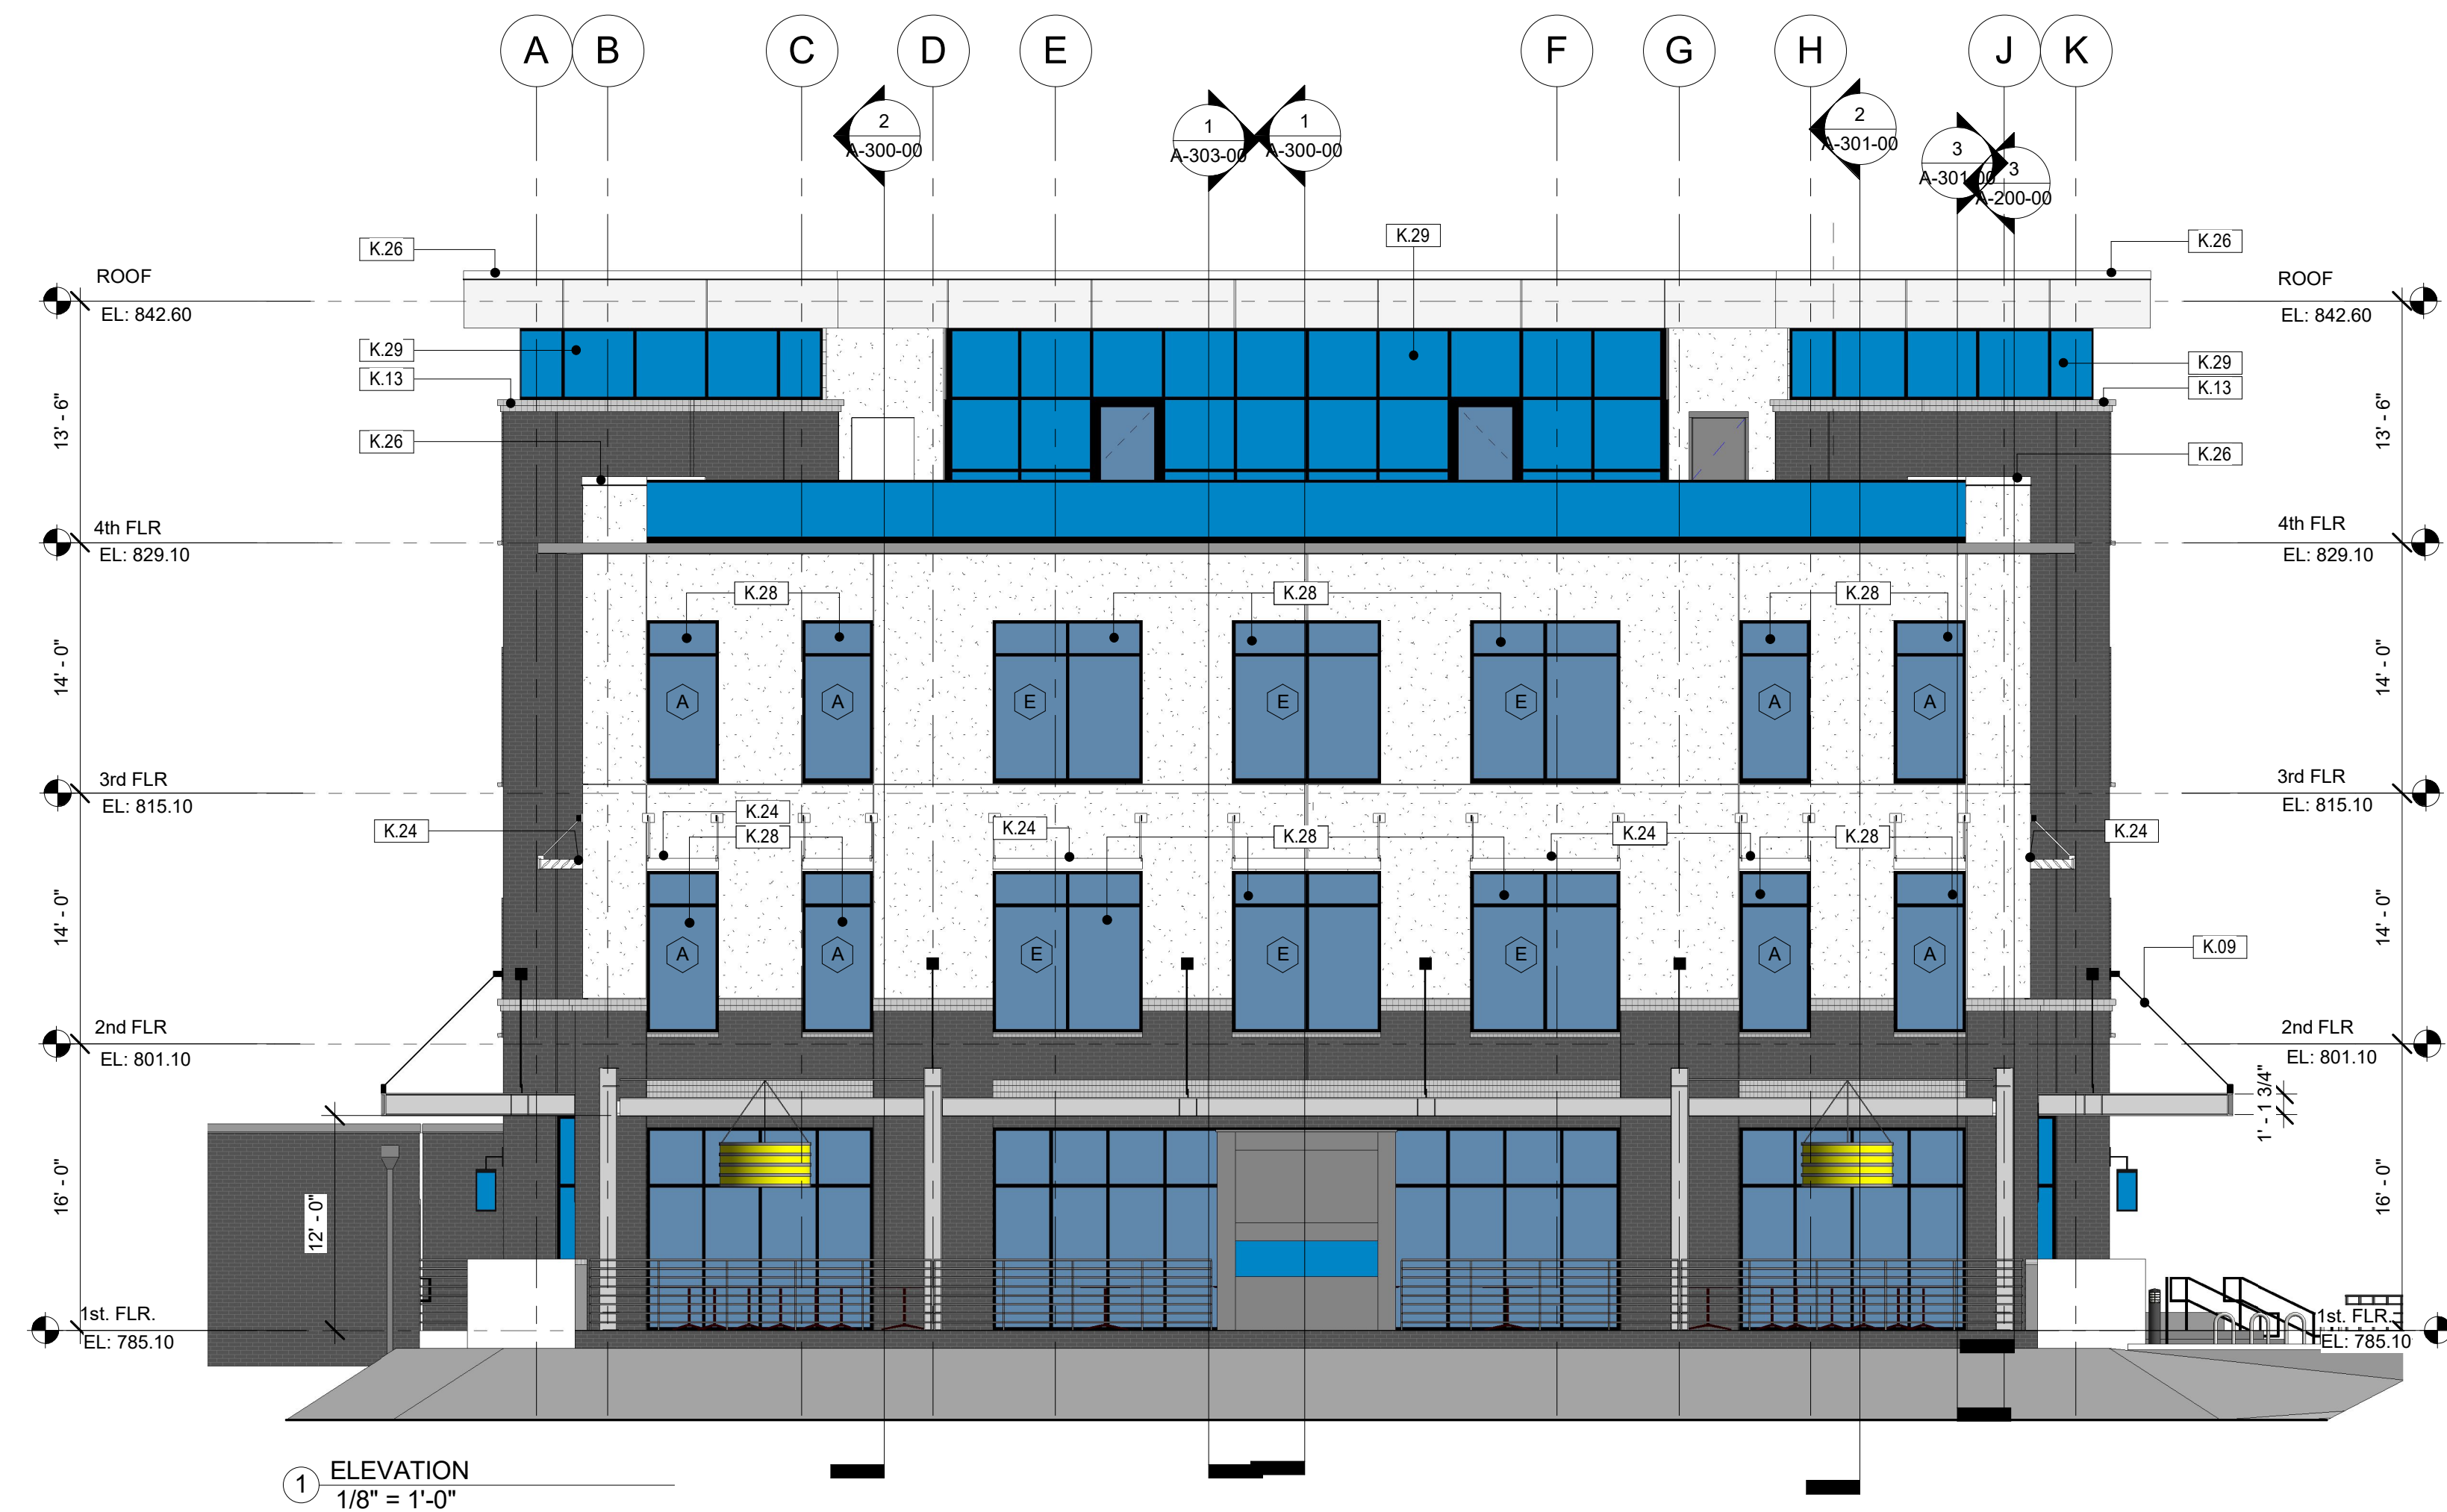 A B C D E F G H J K
2
A-300-00
1
A-303-00
1
A-300-00
2
A-301-00
3
A-301-00
3
A-200-00
K.26
K.29
K.26
ROOF
EL: 842.60
ROOF
EL: 842.60
K.29
K.13
K.29
K.13
13' - 6"
13' - 6"
K.26
K.26
4th FLR
EL: 829.10
4th FLR
EL: 829.10
K.28
K.28
K.28
14' - 0"
14' - 0"
A A E E E A A
3rd FLR
EL: 815.10
3rd FLR
EL: 815.10
K.24
K.24
K.28
K.24
K.28
K.24
K.28
K.24
14' - 0"
14' - 0"
A A E E E A A
K.09
2nd FLR
EL: 801.10
2nd FLR
EL: 801.10
1' - 1 3/4"
16' - 0"
12' - 0"
16' - 0"
1st. FLR.
EL: 785.10
1st. FLR.
EL: 785.10
1 ELEVATION
1/8" = 1'-0"